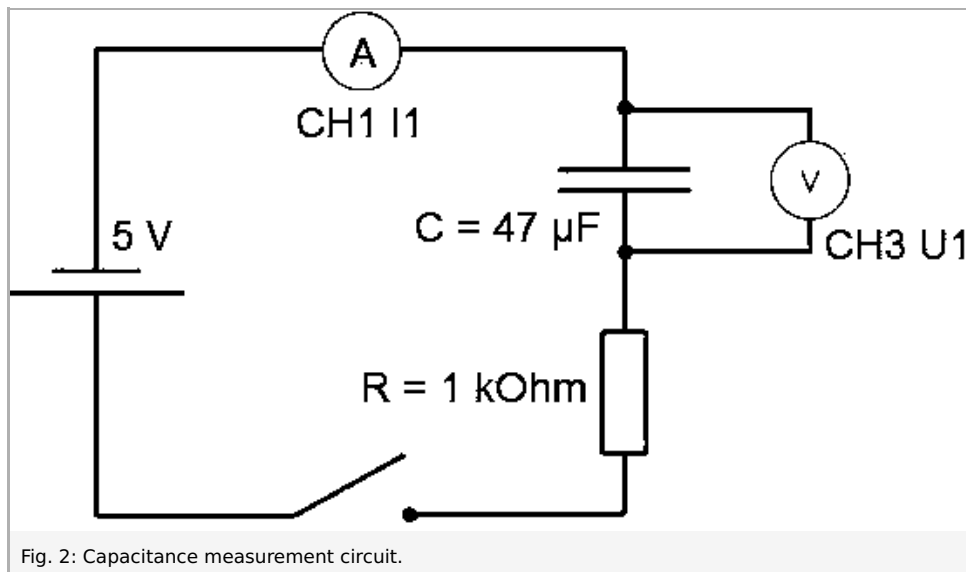 A
CH1 I1
5 V
C = 47 µF
V
CH3 U1
R = 1 kOhm
Fig. 2: Capacitance measurement circuit.